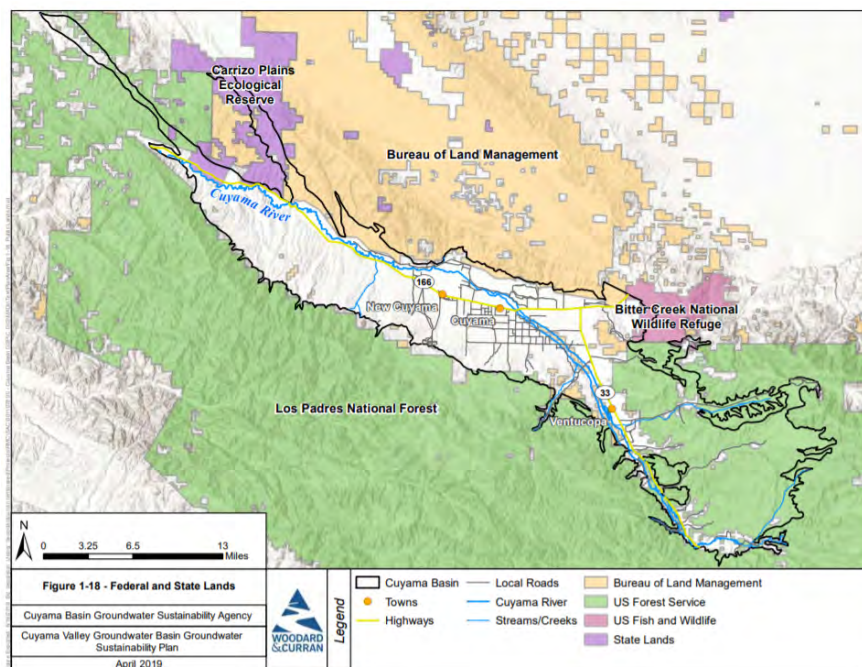 Carrizo Plains
Ecological
Reserve
Bureau of Land Management
Cuyama River
166
New Cuyama
Cuyama
Bitter Creek National
Wildlife Refuge
33
Los Padres National Forest
Ventucopa
N
0 3.25 6.5 13
Miles
Figure 1-18 - Federal and State Lands
Cuyama Basin Groundwater Sustainability Agency
Cuyama Valley Groundwater Basin Groundwater
Sustainability Plan
April 2019
WOODARD
&CURRAN
Legend
Cuyama Basin
Towns
Highways
Local Roads
Cuyama River
Streams/Creeks
Bureau of Land Management
US Forest Service
US Fish and Wildlife
State Lands